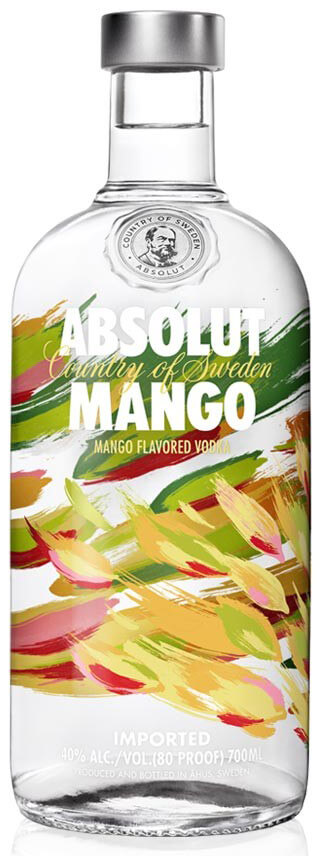 COUNTRY OF SWEDEN
ABSOLUT
ABSOLUT
Country of Sweden
MANGO
MANGO FLAVORED VODKA
IMPORTED
40% ALC./VOL.(80 PROOF) 700ML
PRODUCED AND BOTTLED IN ÅHUS, SWEDEN